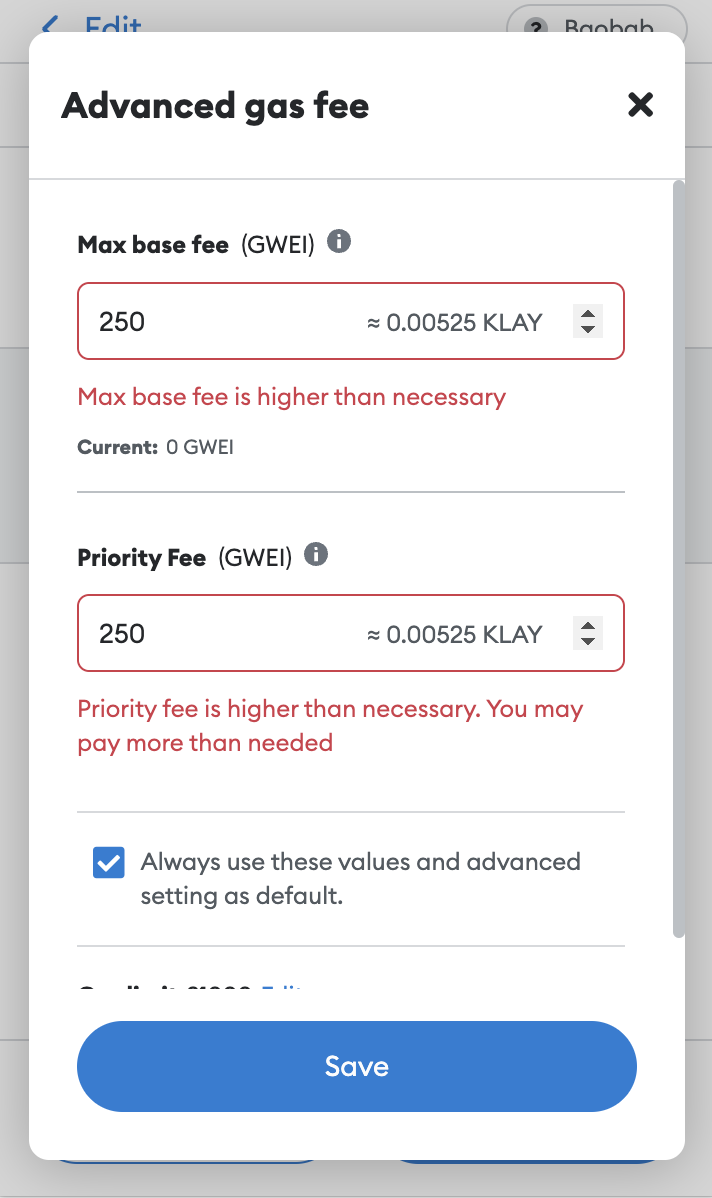 Edit
? Baobab
Advanced gas fee
Max base fee (GWEI)
250 ≈ 0.00525 KLAY
Max base fee is higher than necessary
Current: 0 GWEI
Priority Fee (GWEI)
250 ≈ 0.00525 KLAY
Priority fee is higher than necessary. You may
pay more than needed
Always use these values and advanced
setting as default.
Edit
Save